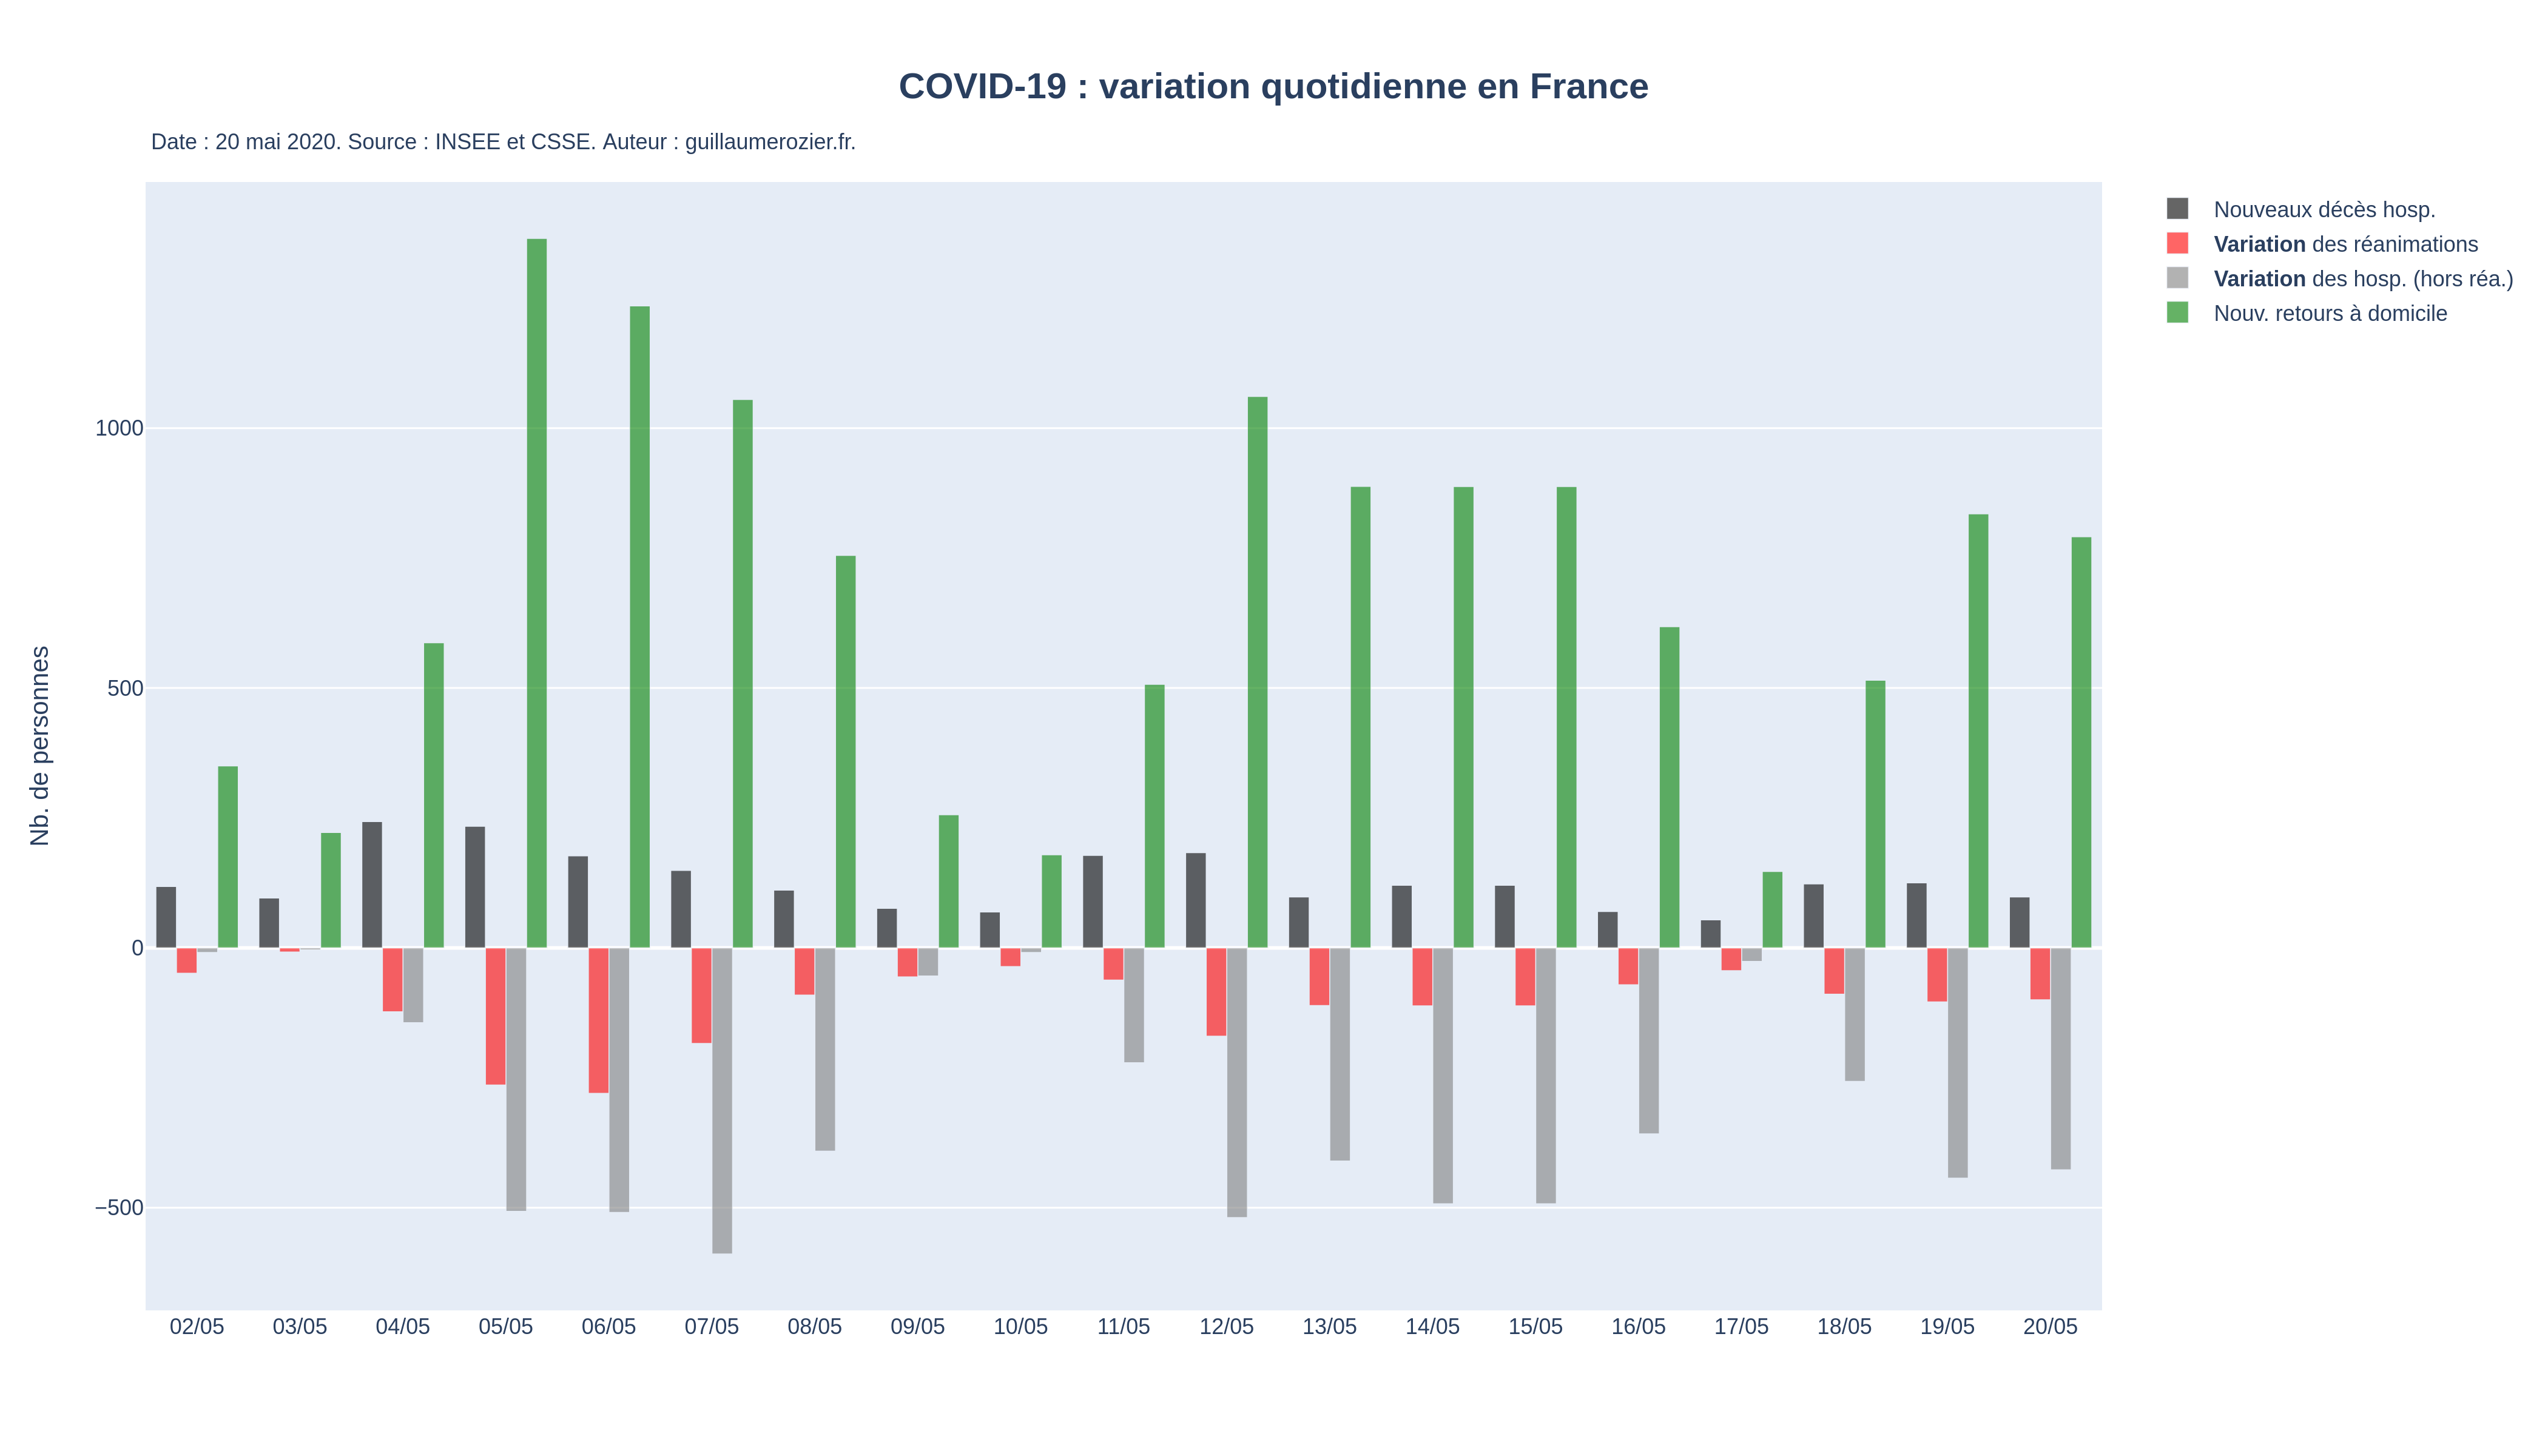 COVID-19 : variation quotidienne en France
Date : 20 mai 2020. Source : INSEE et CSSE. Auteur : guillaumerozier.fr.
Nouveaux décès hosp.
Variation des réanimations
Variation des hosp. (hors réa.)
Nouv. retours à domicile
Nb. de personnes
1000
500
0
−500
02/05 03/05 04/05 05/05 06/05 07/05 08/05 09/05 10/05 11/05 12/05 13/05 14/05 15/05 16/05 17/05 18/05 19/05 20/05